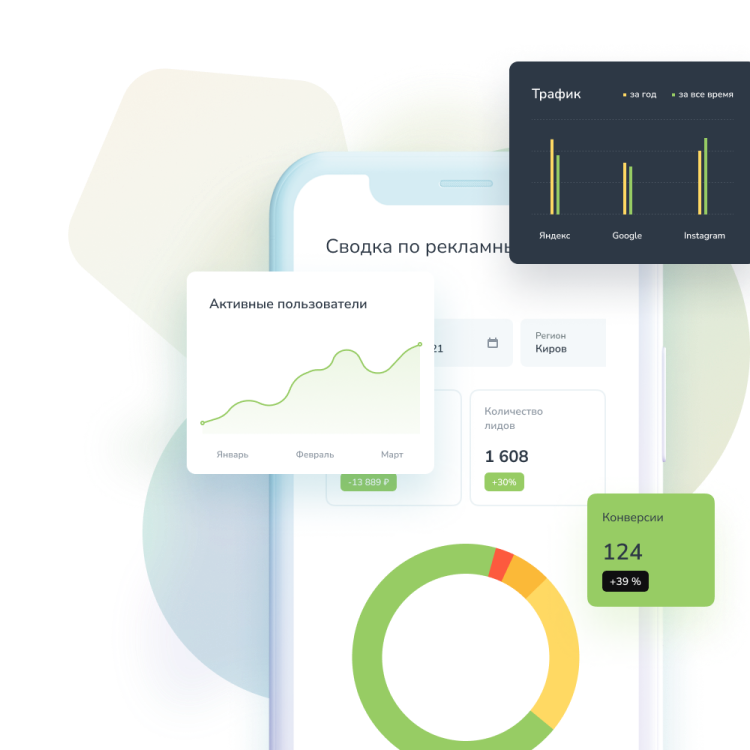 Трафик
за год
за все время
Яндекс
Google
Instagram
Сводка по
Активные пользователи
Январь
Февраль
Март
21
Регион
Киров
Количество
лидов
1 608
+30%
-13 889 ₽
Конверсии
124
+39 %